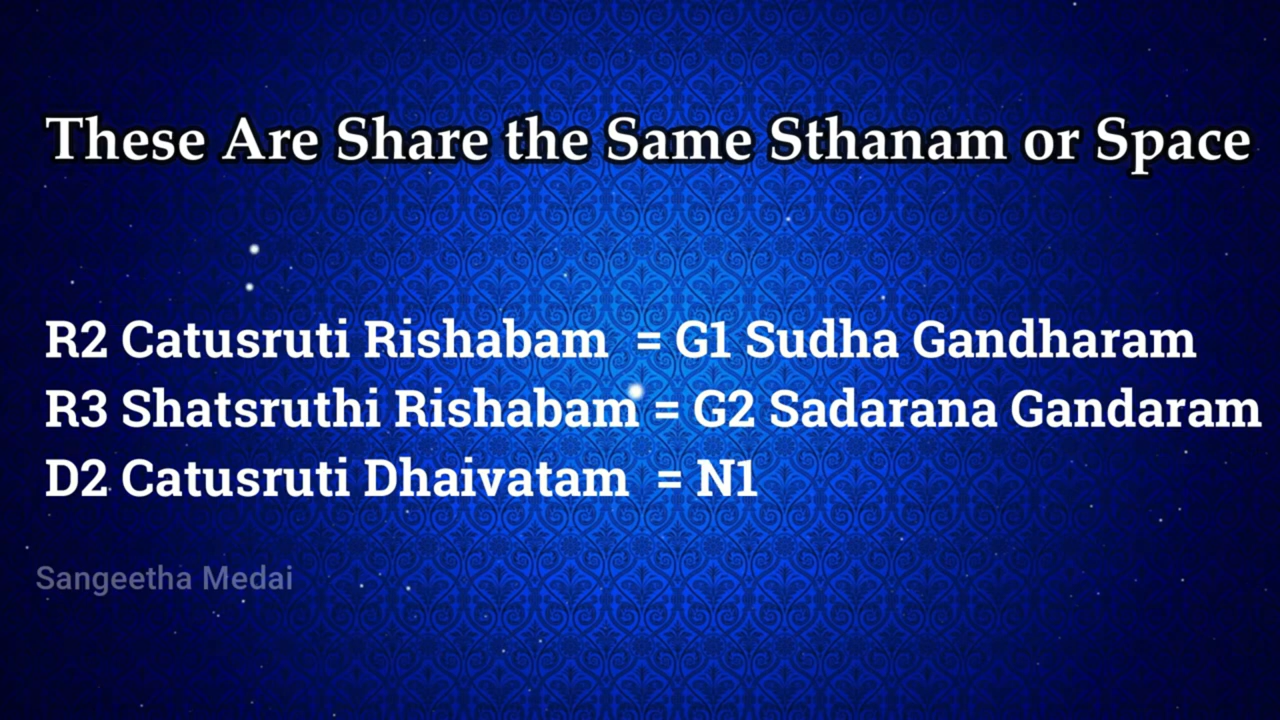 These Are Share the Same Sthanam or Space
R2 Catusruti Rishabam = G1 Sudha Gandharam
R3 Shatsruthi Rishabam = G2 Sadarana Gandaram
D2 Catusruti Dhaivatam = N1
Sangeetha Medai